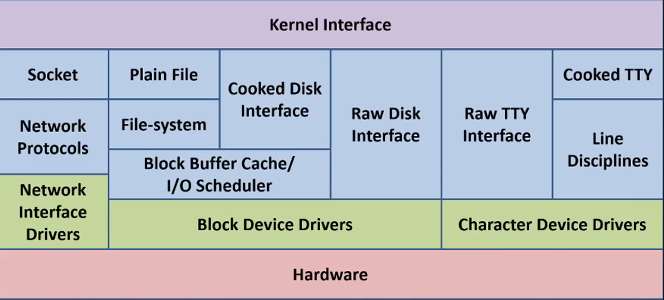 Kernel Interface
Socket
Plain File
Cooked Disk
Interface
Raw Disk
Interface
Raw TTY
Interface
Cooked TTY
Network
Protocols
File-system
Line
Disciplines
Block Buffer Cache/
I/O Scheduler
Network
Interface
Drivers
Block Device Drivers
Character Device Drivers
Hardware